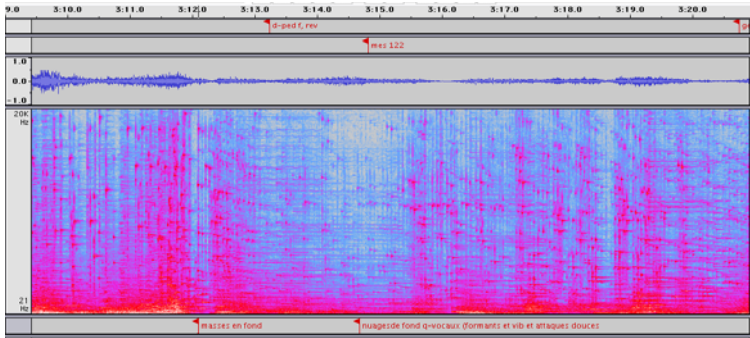 9.0 3:10.0 3:11.0 3:12.0 3:13.0 3:14.0 3:15.0 3:16.0 3:17.0 3:18.0 3:19.0 3:20.0
d-ped f, rev
mes 122
1.0
0.0
-1.0
20K
Hz
21
Hz
masses en fond
nuagesde fond q-vocaux (formants et vib et attaques douces